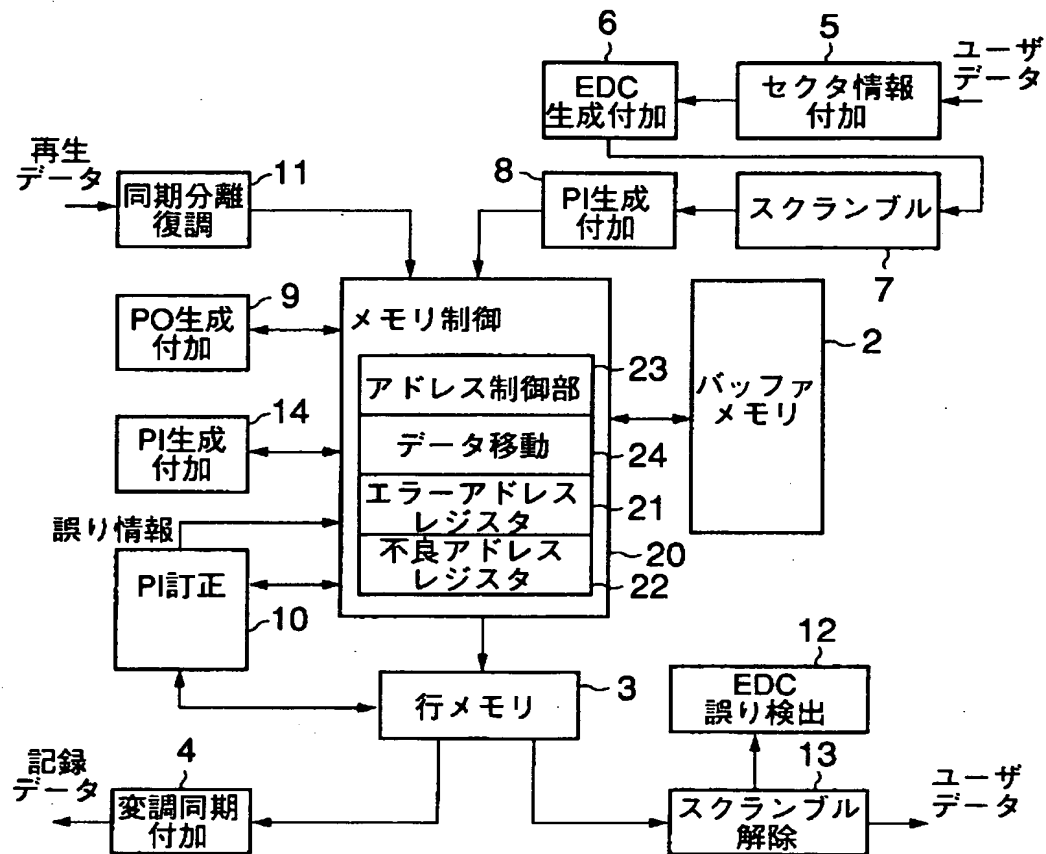 6
5
ユーザ
データ
EDC
生成付加
セクタ情報
付加
再生
データ
11
同期分離
復調
8
PI生成
付加
スクランブル
7
9
PO生成
付加
メモリ制御
2
バッファ
メモリ
23
アドレス制御部
14
PI生成
付加
データ移動
24
エラーアドレス
レジスタ
21
誤り情報
不良アドレス
レジスタ
20
22
PI訂正
10
12
EDC
誤り検出
3
行メモリ
記録
データ
4
変調同期
付加
13
スクランブル
解除
ユーザ
データ